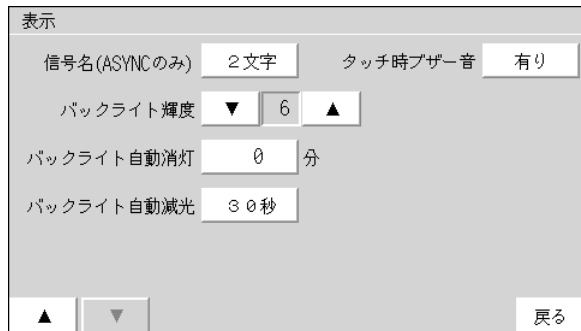 表示
信号名(ASYNCのみ) 2文字 タッチ時ブザー音 有り
バックライト輝度 ▼ 6 ▲
バックライト自動消灯 0 分
バックライト自動減光 30秒
▲ ▼ 戻る